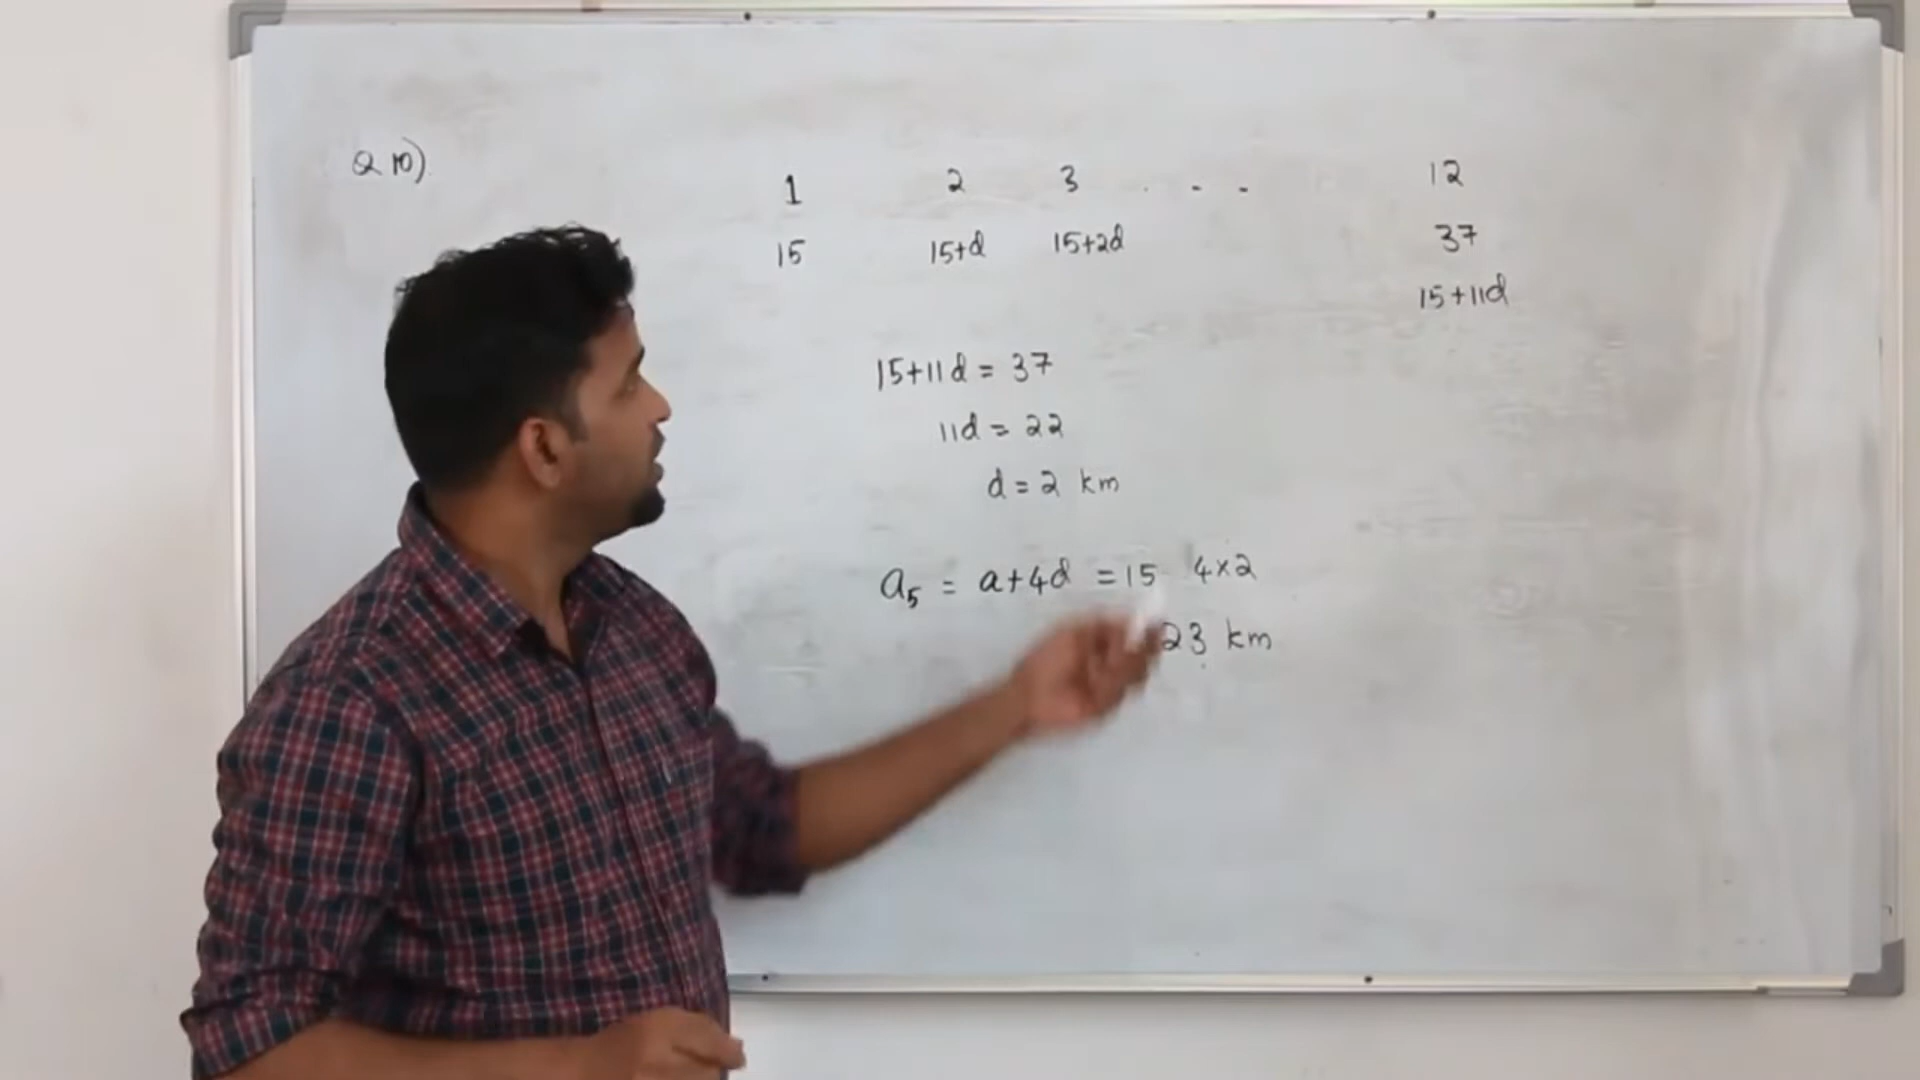 Q 10)
1 2 3 . - - 12
15 15+d 15+2d 37
15+11d
15+11d = 37
11d = 22
d = 2 km
a5 = a+4d = 15 4×2
23 km